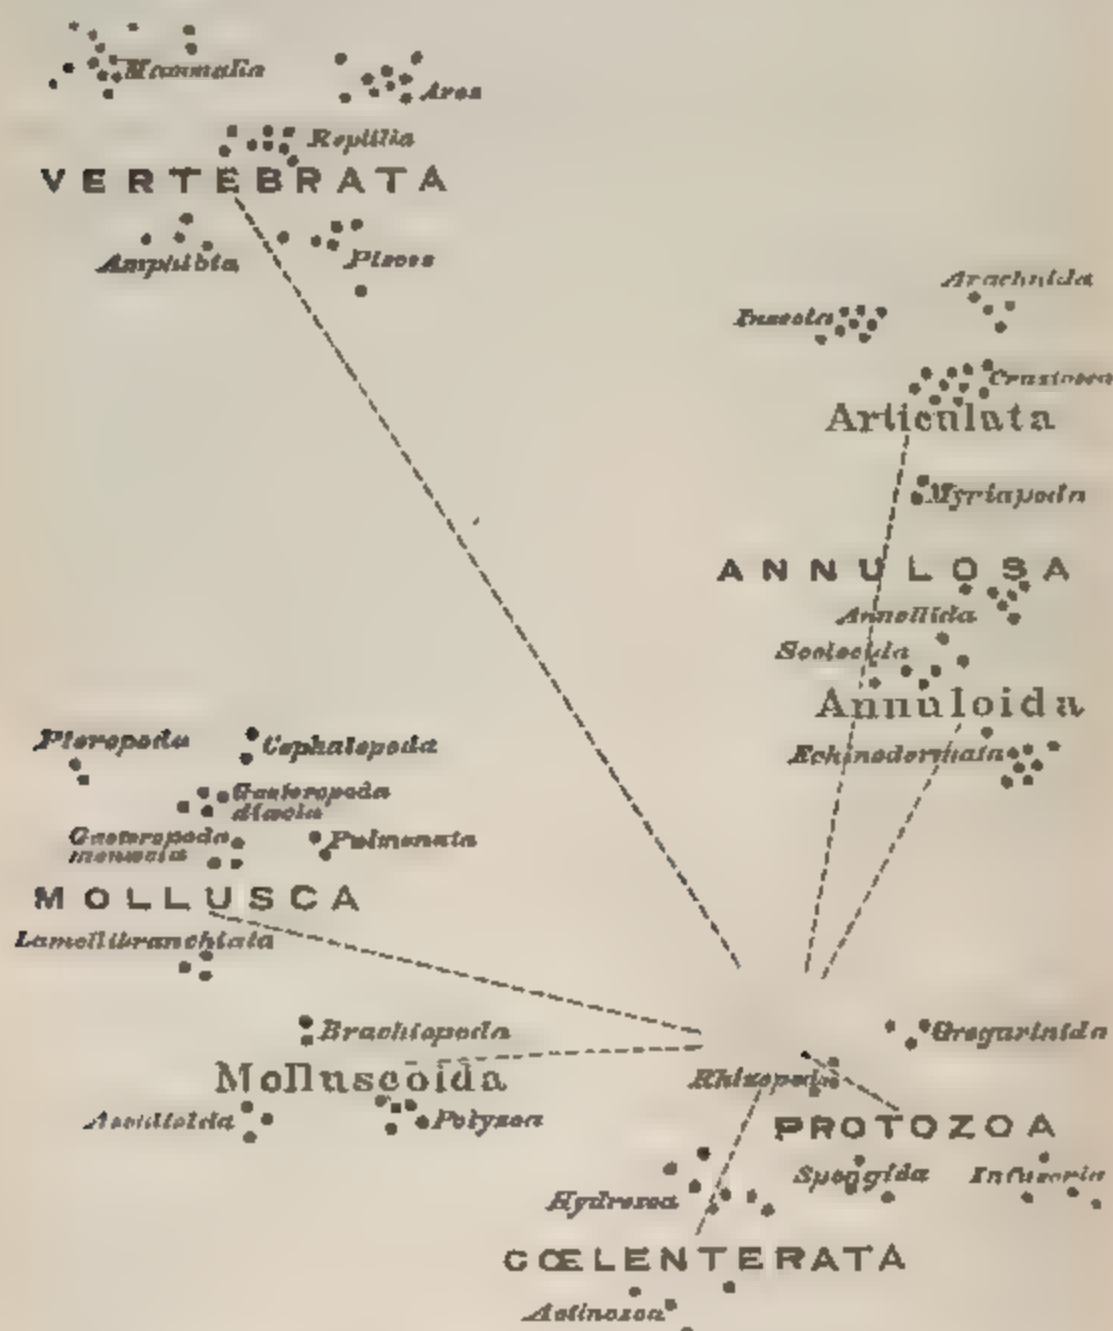 Mammalia
Aves
Reptilia
VERTEBRATA
Amphibia
Pisces
Arachnida
Insecta
Crustacea
Articulata
Myriapoda
ANNULOSA
Annelida
Scolecida
Annuloida
Echinodermata
Pteropoda
Cephalopoda
Gasteropoda
dioecia
Gasteropoda
monoecia
Pulmonata
MOLLUSCA
Lamellibranchiata
Brachiopoda
Molluscoida
Ascidioida
Polyzoa
Gregarinida
Rhizopoda
PROTOZOA
Spongida
Infusoria
Hydrozoa
CŒLENTERATA
Actinozoa